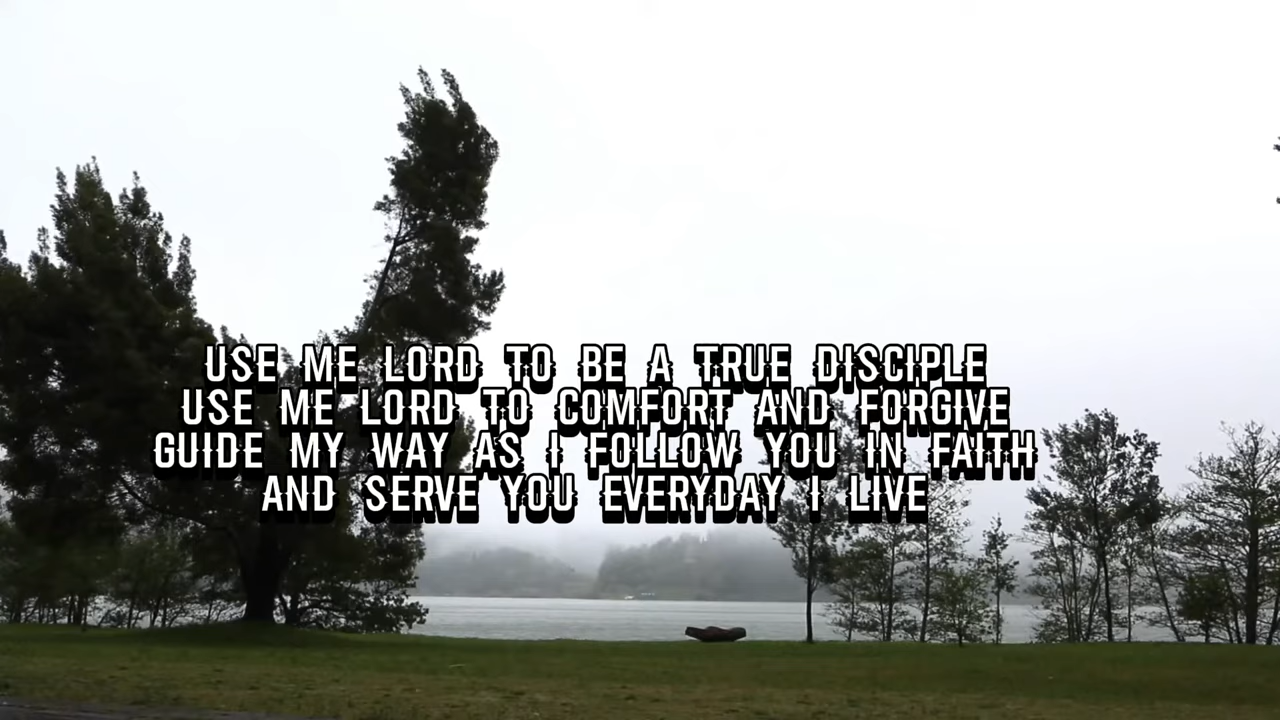 USE ME LORD TO BE A TRUE DISCIPLE
USE ME LORD TO COMFORT AND FORGIVE
GUIDE MY WAY AS I FOLLOW YOU IN FAITH
AND SERVE YOU EVERYDAY I LIVE